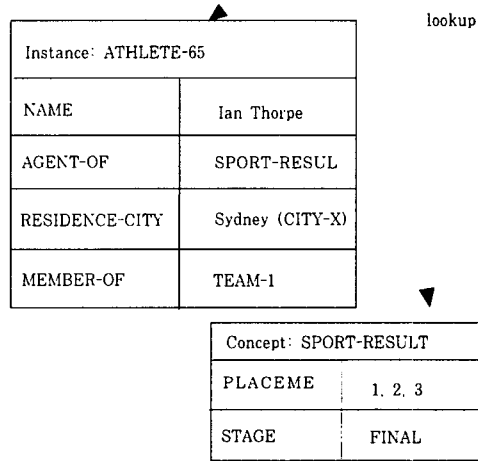 lookup
Instance: ATHLETE-65
NAME Ian Thorpe
AGENT-OF SPORT-RESUL
RESIDENCE-CITY Sydney (CITY-X)
MEMBER-OF TEAM-1
Concept: SPORT-RESULT
PLACEME 1, 2, 3
STAGE FINAL